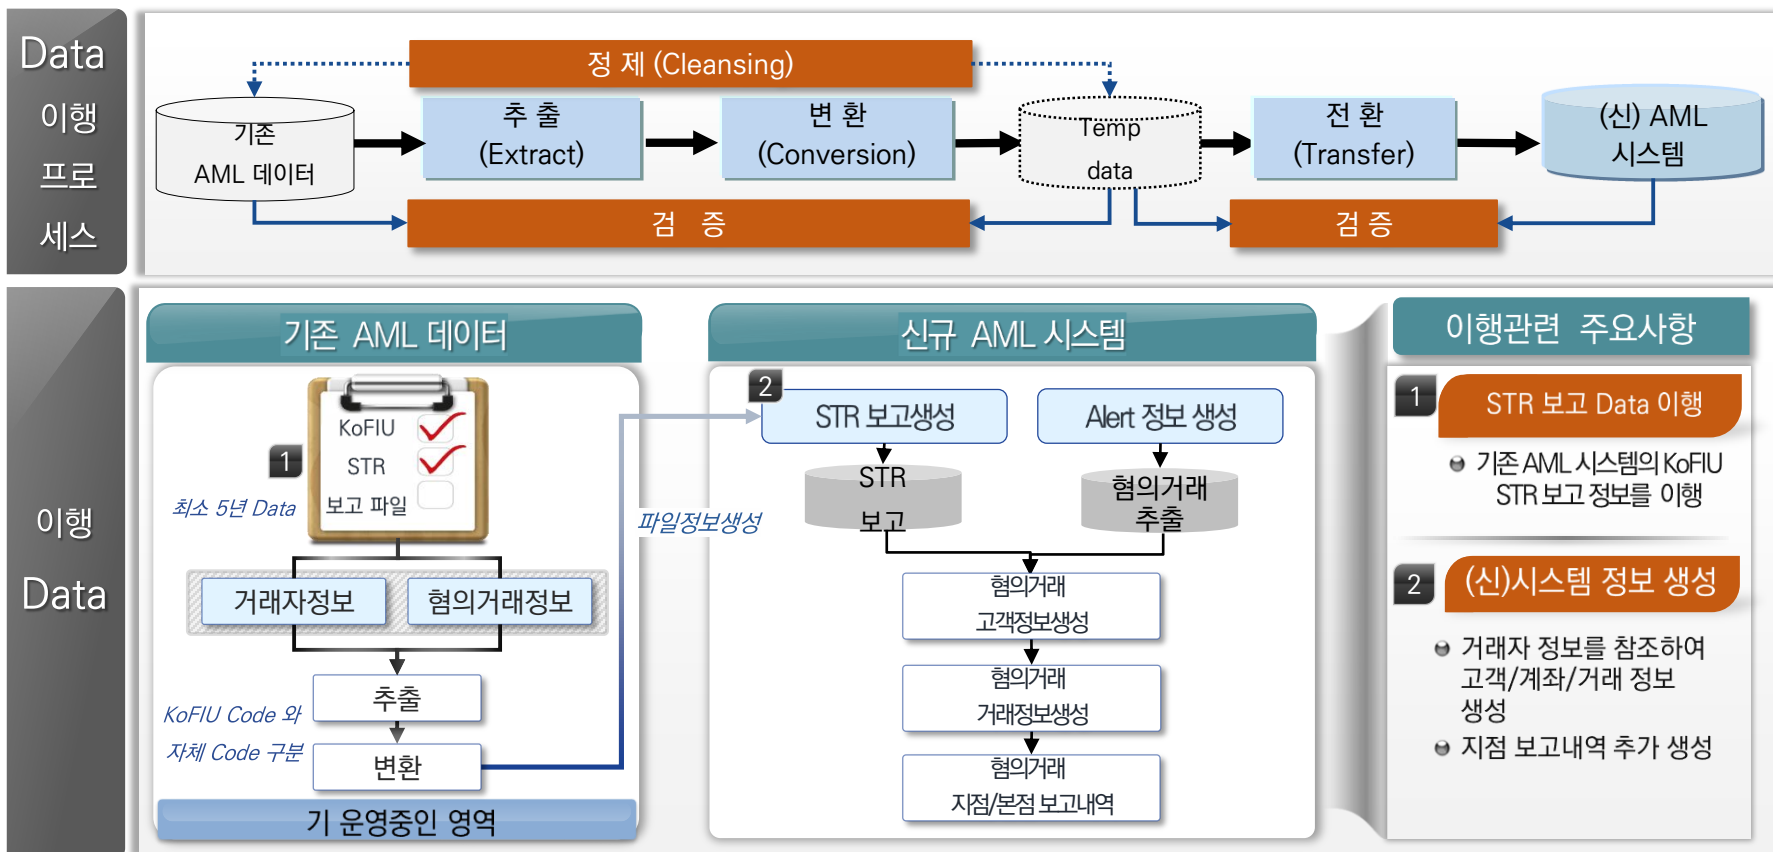 Data
이행
프로
세스
정 제 (Cleansing)
기존
AML 데이터
추 출
(Extract)
변 환
(Conversion)
Temp
data
전 환
(Transfer)
(신) AML
시스템
검 증
검 증
이행
Data
기존 AML 데이터
KoFIU
STR
보고 파일
1
최소 5년 Data
거래자정보
혐의거래정보
추출
KoFIU Code 와
자체 Code 구분
변환
기 운영중인 영역
파일정보생성
신규 AML 시스템
2
STR 보고생성
Alert 정보 생성
STR
보고
혐의거래
추출
혐의거래
고객정보생성
혐의거래
거래정보생성
혐의거래
지점/본점 보고내역
이행관련 주요사항
1
STR 보고 Data 이행
기존 AML 시스템의 KoFIU
STR 보고 정보를 이행
2
(신)시스템 정보 생성
거래자 정보를 참조하여
고객/계좌/거래 정보
생성
지점 보고내역 추가 생성